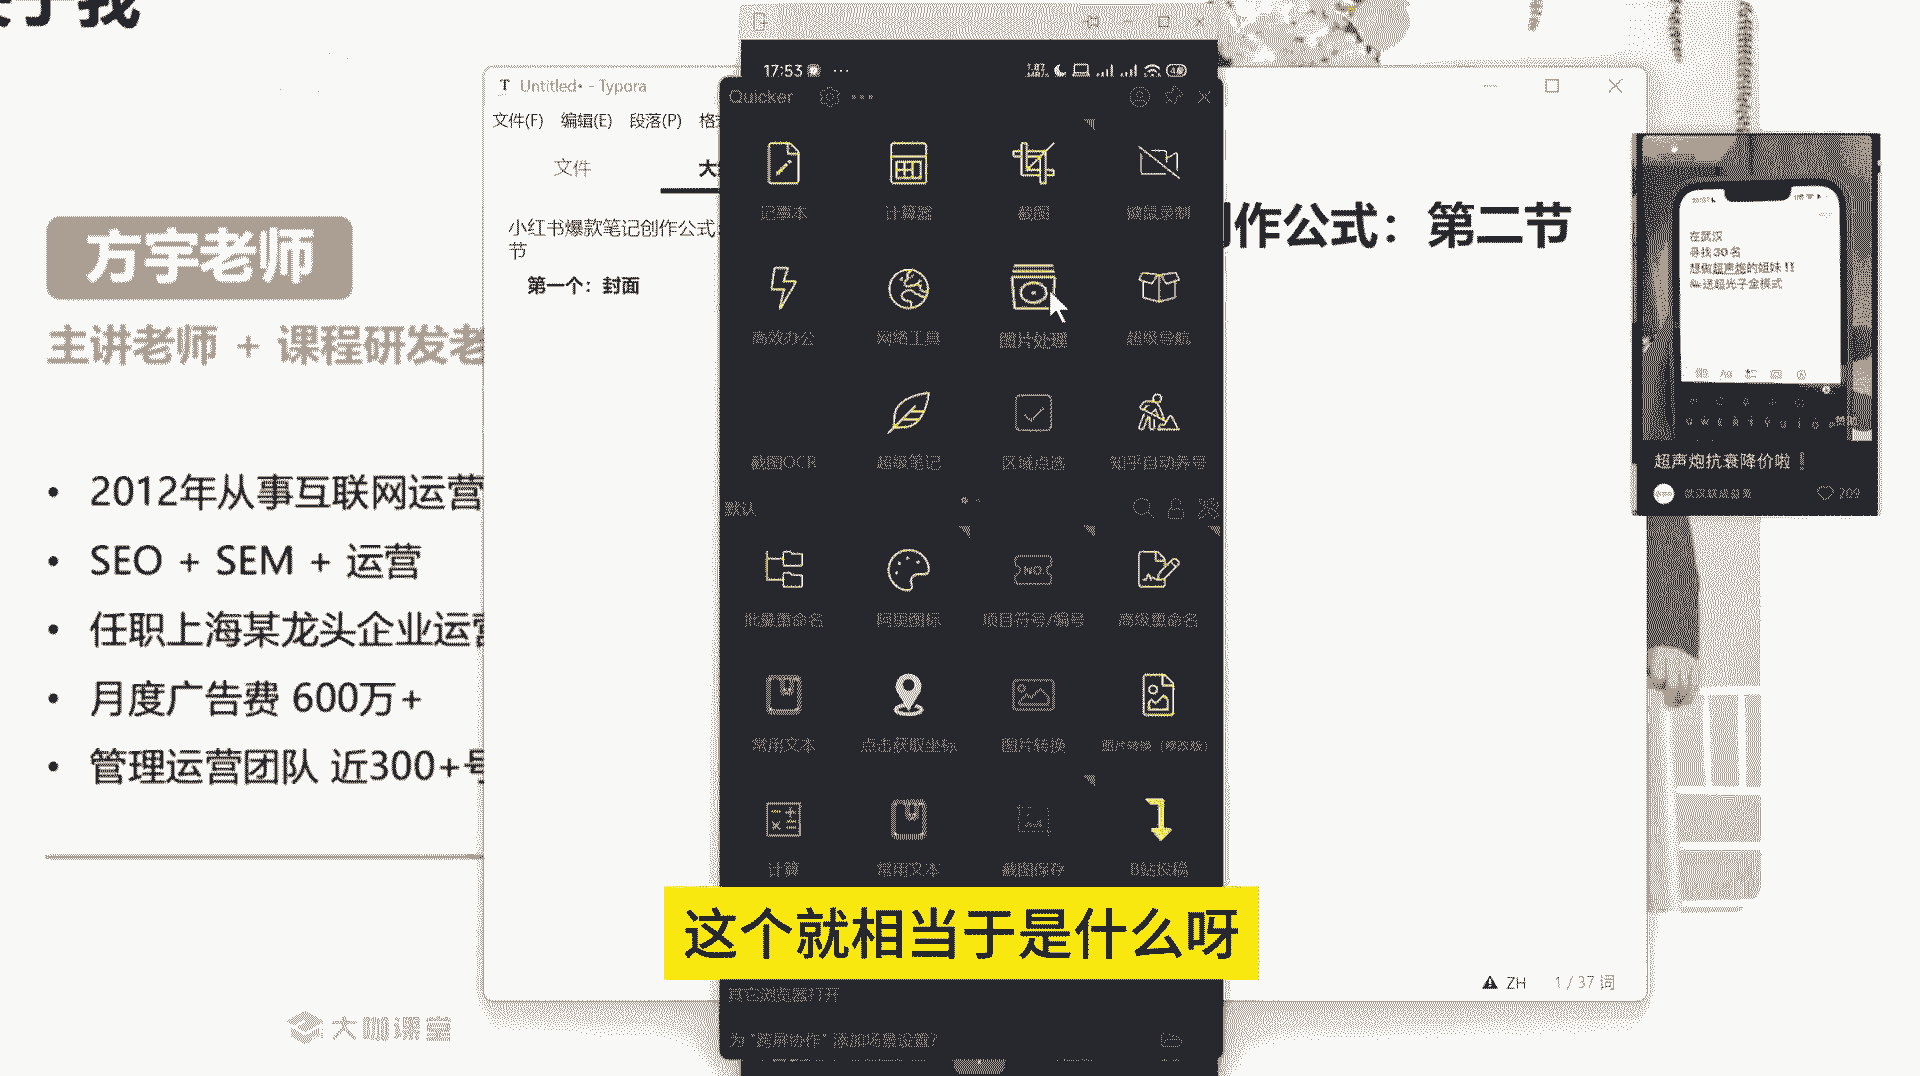 于我
方宇老师
主讲老师 + 课程研发老
• 2012年从事互联网运营
• SEO + SEM + 运营
• 任职上海某龙头企业运营
• 月度广告费 600万+
• 管理运营团队 近300+号
大咖课堂
Untitled• - Typora
文件(F) 编辑(E) 段落(P) 格式
文件 大纲
小红书爆款笔记创作公式:
节
第一个：封面
创作公式：第二节
ZH 1 / 37 词
17:53
Quicker
记事本 计算器 截图 键鼠录制
高效办公 网络工具 图片处理 超级导航
截图OCR 超级笔记 区域点选 知乎自动养号
默认
NO.
批量重命名 阿里图标 项目符号/编号 高级重命名
常用文本 点击获取坐标 图片转换 图片转换（修改版）
计算 常用文本 截图保存 B站投稿
这个就相当于是什么呀
其它浏览器打开
为 "跨屏协作" 添加场景设置?
在武汉
寻找30名
想做超声炮的姐妹!!
送超光子全模式
超声炮抗衰降价啦！
209